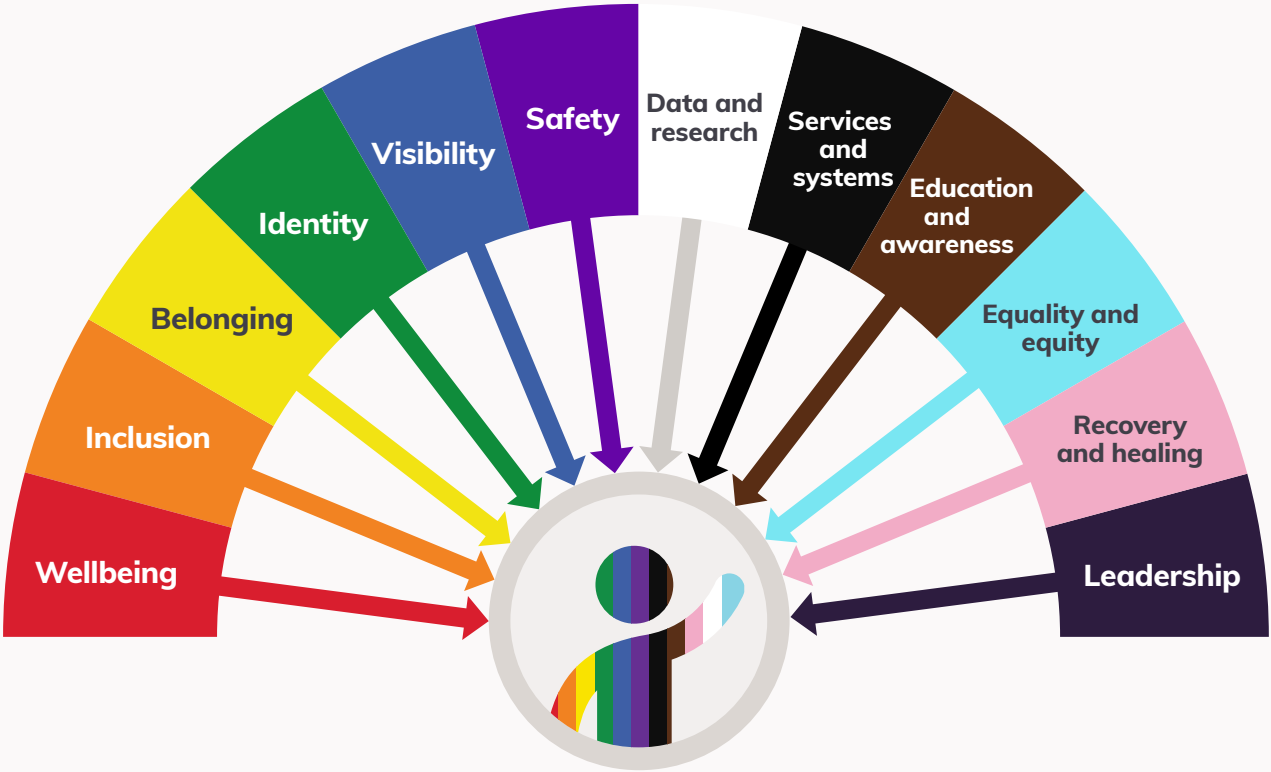 Wellbeing
Inclusion
Belonging
Identity
Visibility
Safety
Data and
research
Services
and
systems
Education
and
awareness
Equality and
equity
Recovery
and healing
Leadership